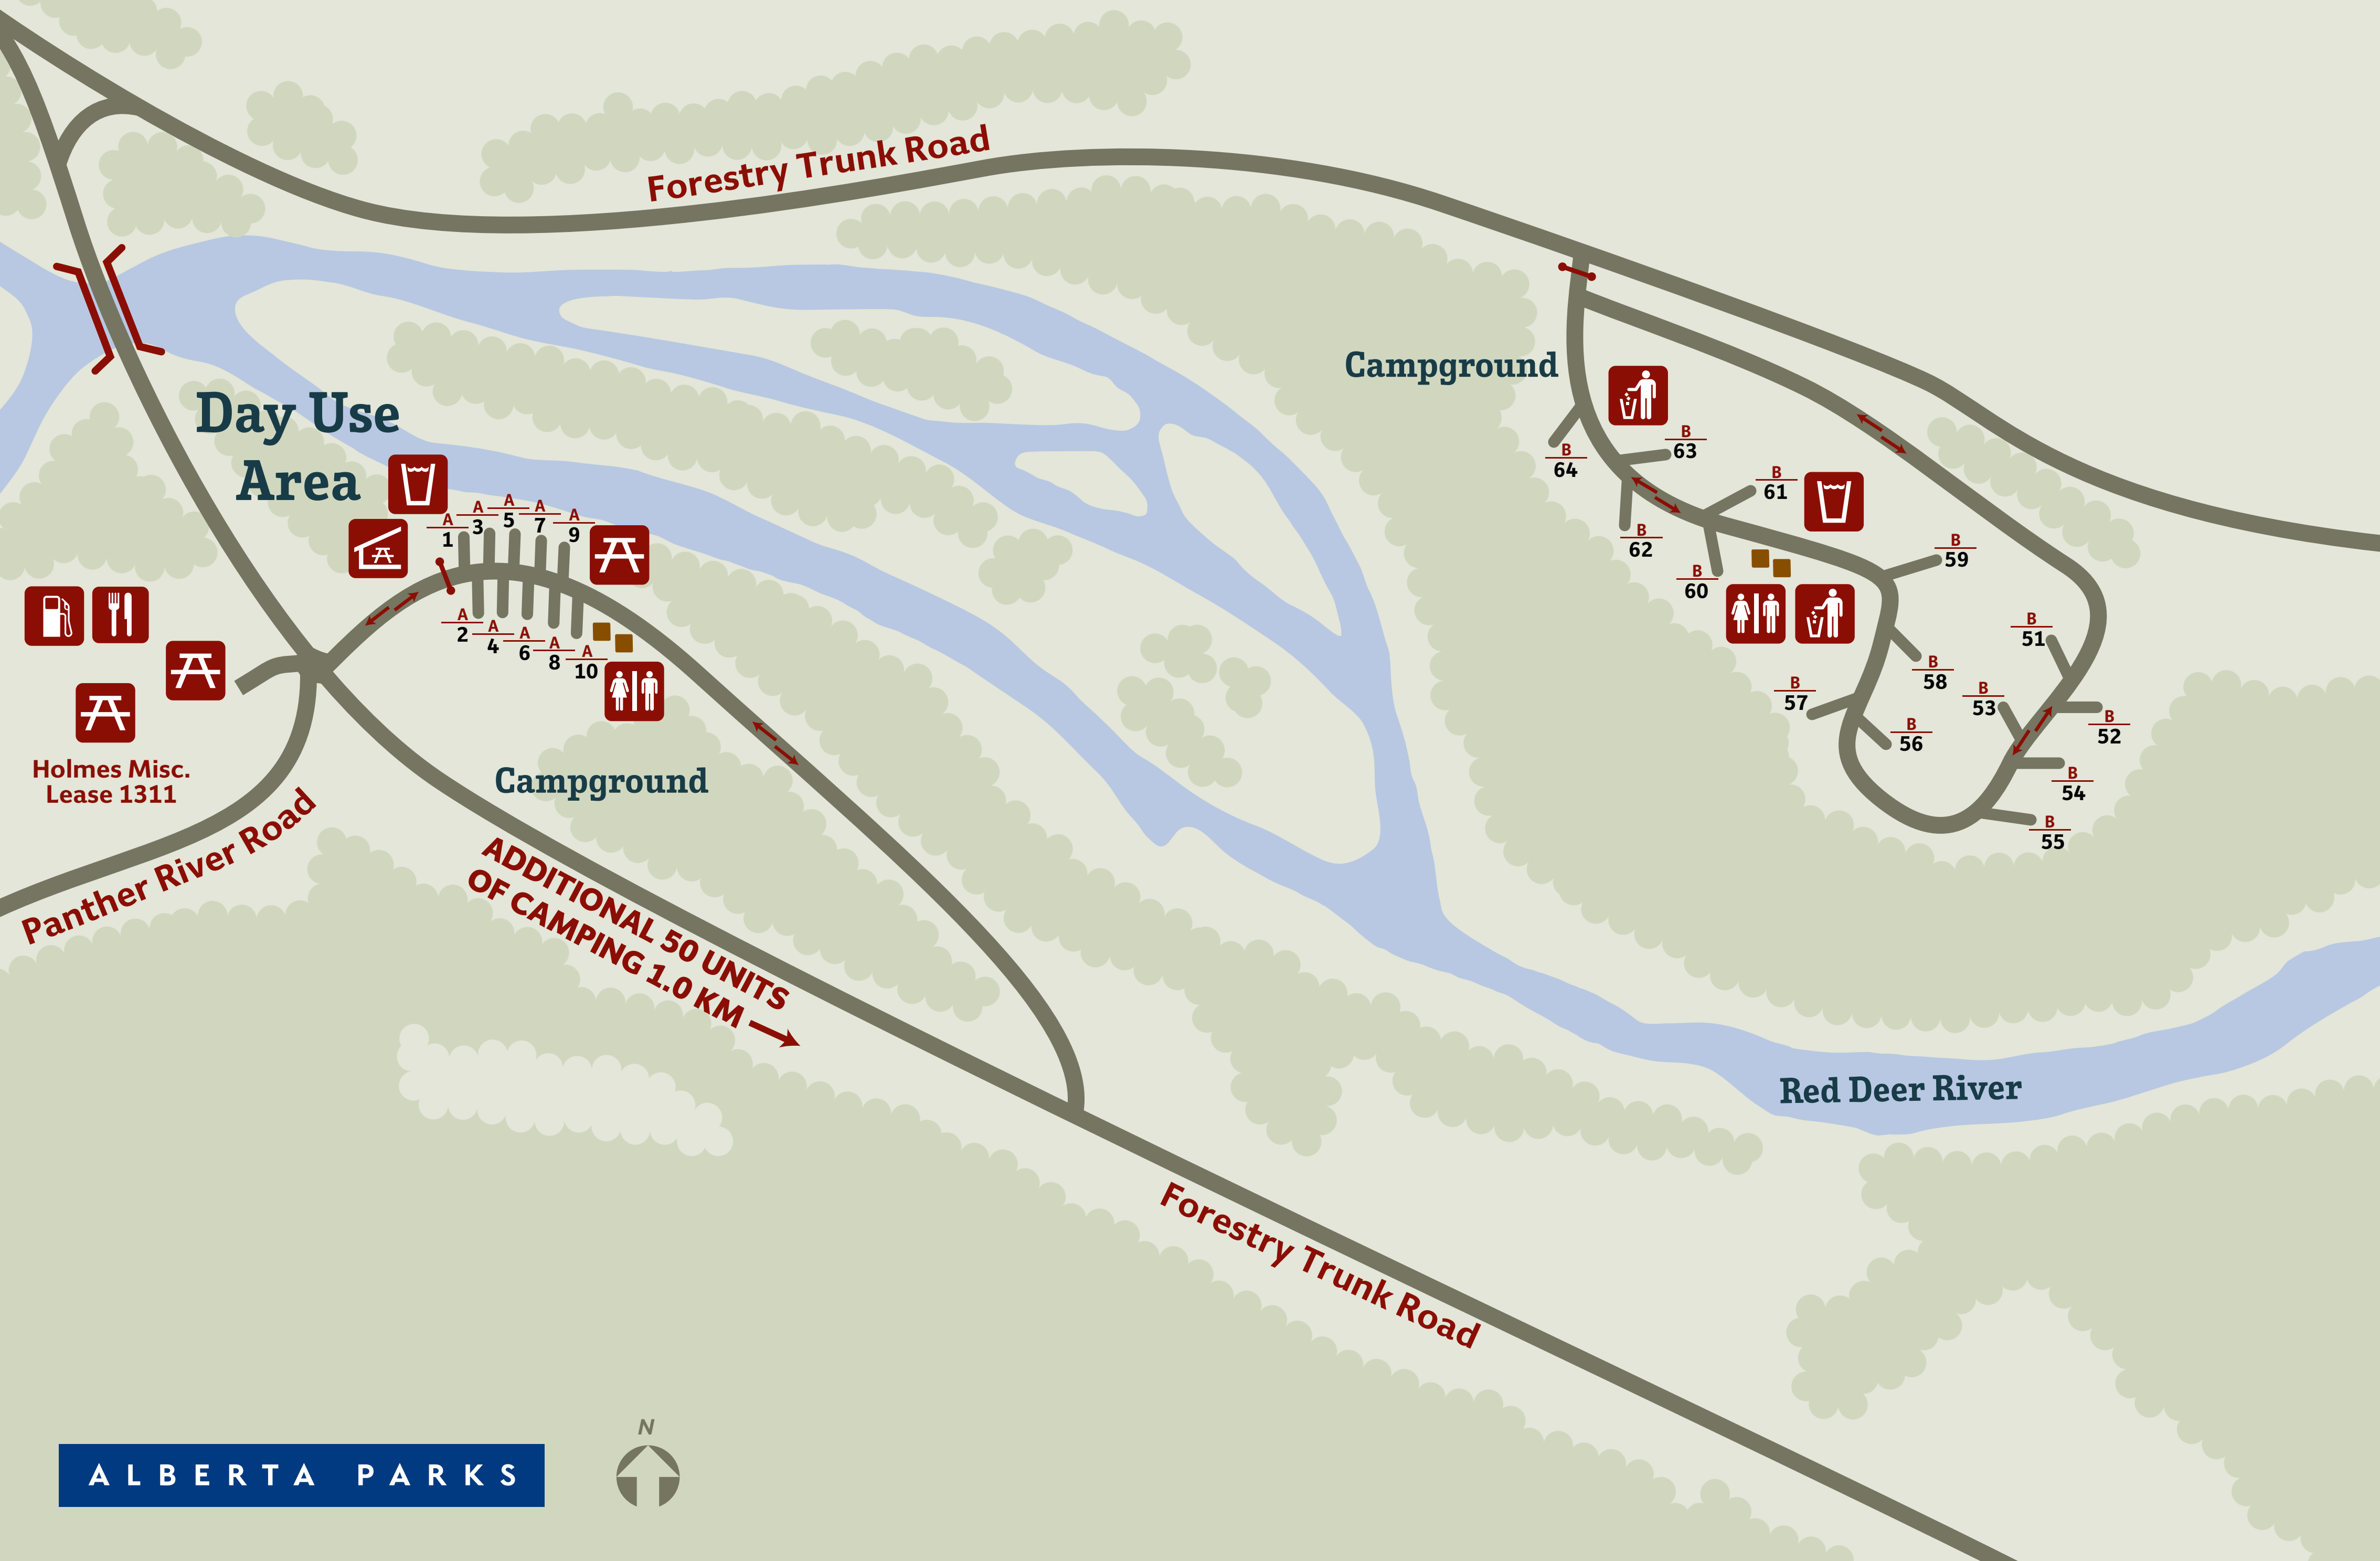 Forestry Trunk Road
Campground
Day Use
Area
B
63
B
64
B
61
B
62
B
60
B
59
B
58
B
57
B
56
B
51
B
53
B
52
B
54
B
55
A
1
A
3
A
5
A
7
A
9
A
2
A
4
A
6
A
8
A
10
Holmes Misc.
Lease 1311
Campground
Panther River Road
ADDITIONAL 50 UNITS
OF CAMPING 1.0 KM
Red Deer River
Forestry Trunk Road
N
ALBERTA PARKS